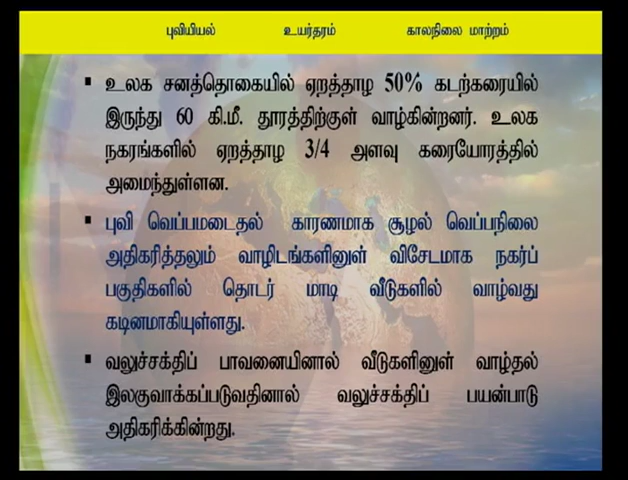 புவியியல் உயர்தரம் காலநிலை மாற்றம்
▪ உலக சனத்தொகையில் ஏறத்தாழ 50% கடற்கரையில்
இருந்து 60 கி.மீ. தூரத்திற்குள் வாழ்கின்றனர். உலக
நகரங்களில் ஏறத்தாழ 3/4 அளவு கரையோரத்தில்
அமைந்துள்ளன.
▪ புவி வெப்பமடைதல் காரணமாக சூழல் வெப்பநிலை
அதிகரித்தலும் வாழிடங்களினுள் விசேடமாக நகர்ப்
பகுதிகளில் தொடர் மாடி வீடுகளில் வாழ்வது
கடினமாகியுள்ளது.
▪ வலுச்சக்திப் பாவனையினால் வீடுகளினுள் வாழ்தல்
இலகுவாக்கப்படுவதினால் வலுச்சக்திப் பயன்பாடு
அதிகரிக்கின்றது.